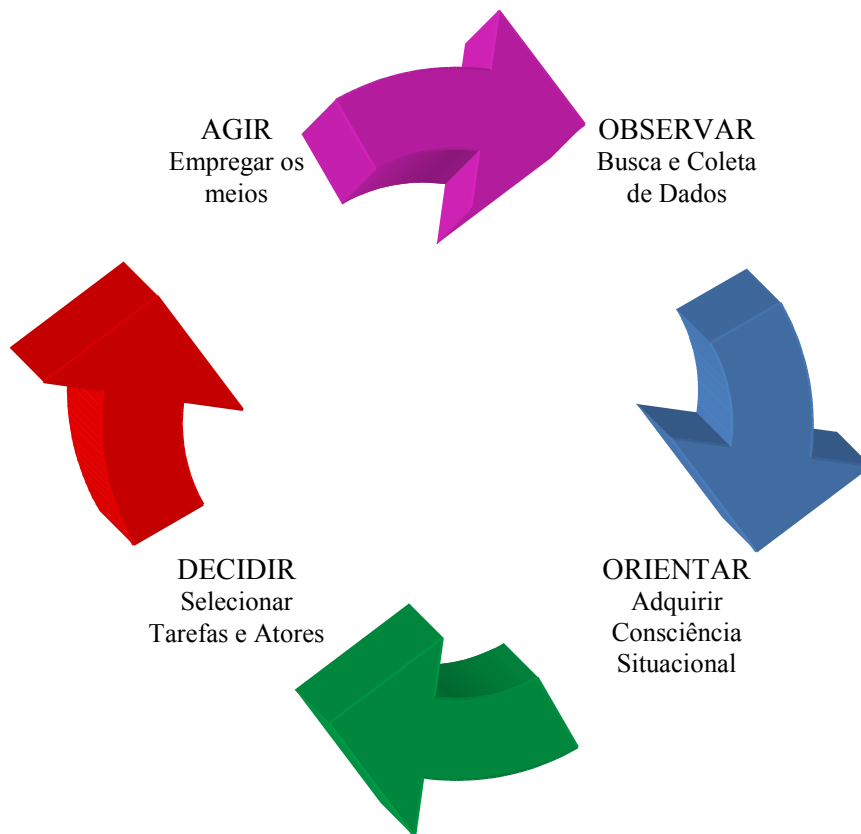 AGIR
Empregar os
meios
OBSERVAR
Busca e Coleta
de Dados
DECIDIR
Selecionar
Tarefas e Atores
ORIENTAR
Adquirir
Consciência
Situacional